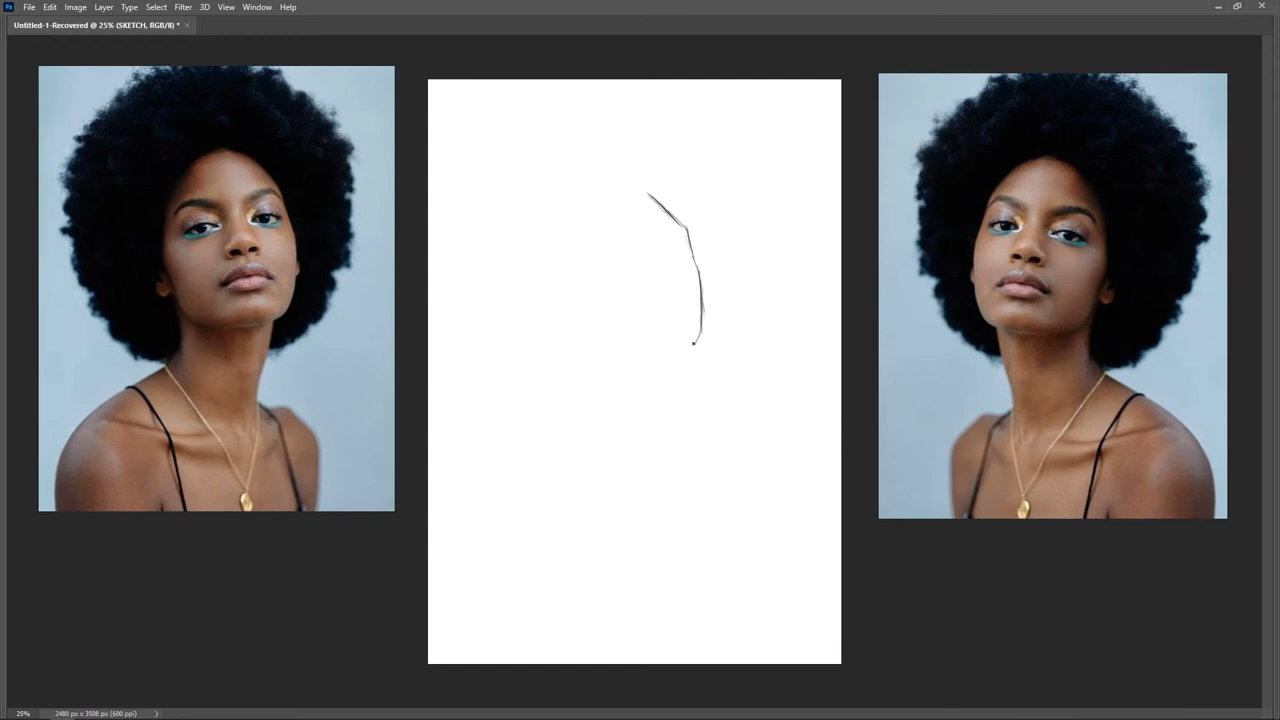 Ps File Edit Image Layer Type Select Filter 3D View Window Help
Untitled-1-Recovered @ 25% (SKETCH, RGB/8) *
25% 2480 px x 3508 px (600 ppi)